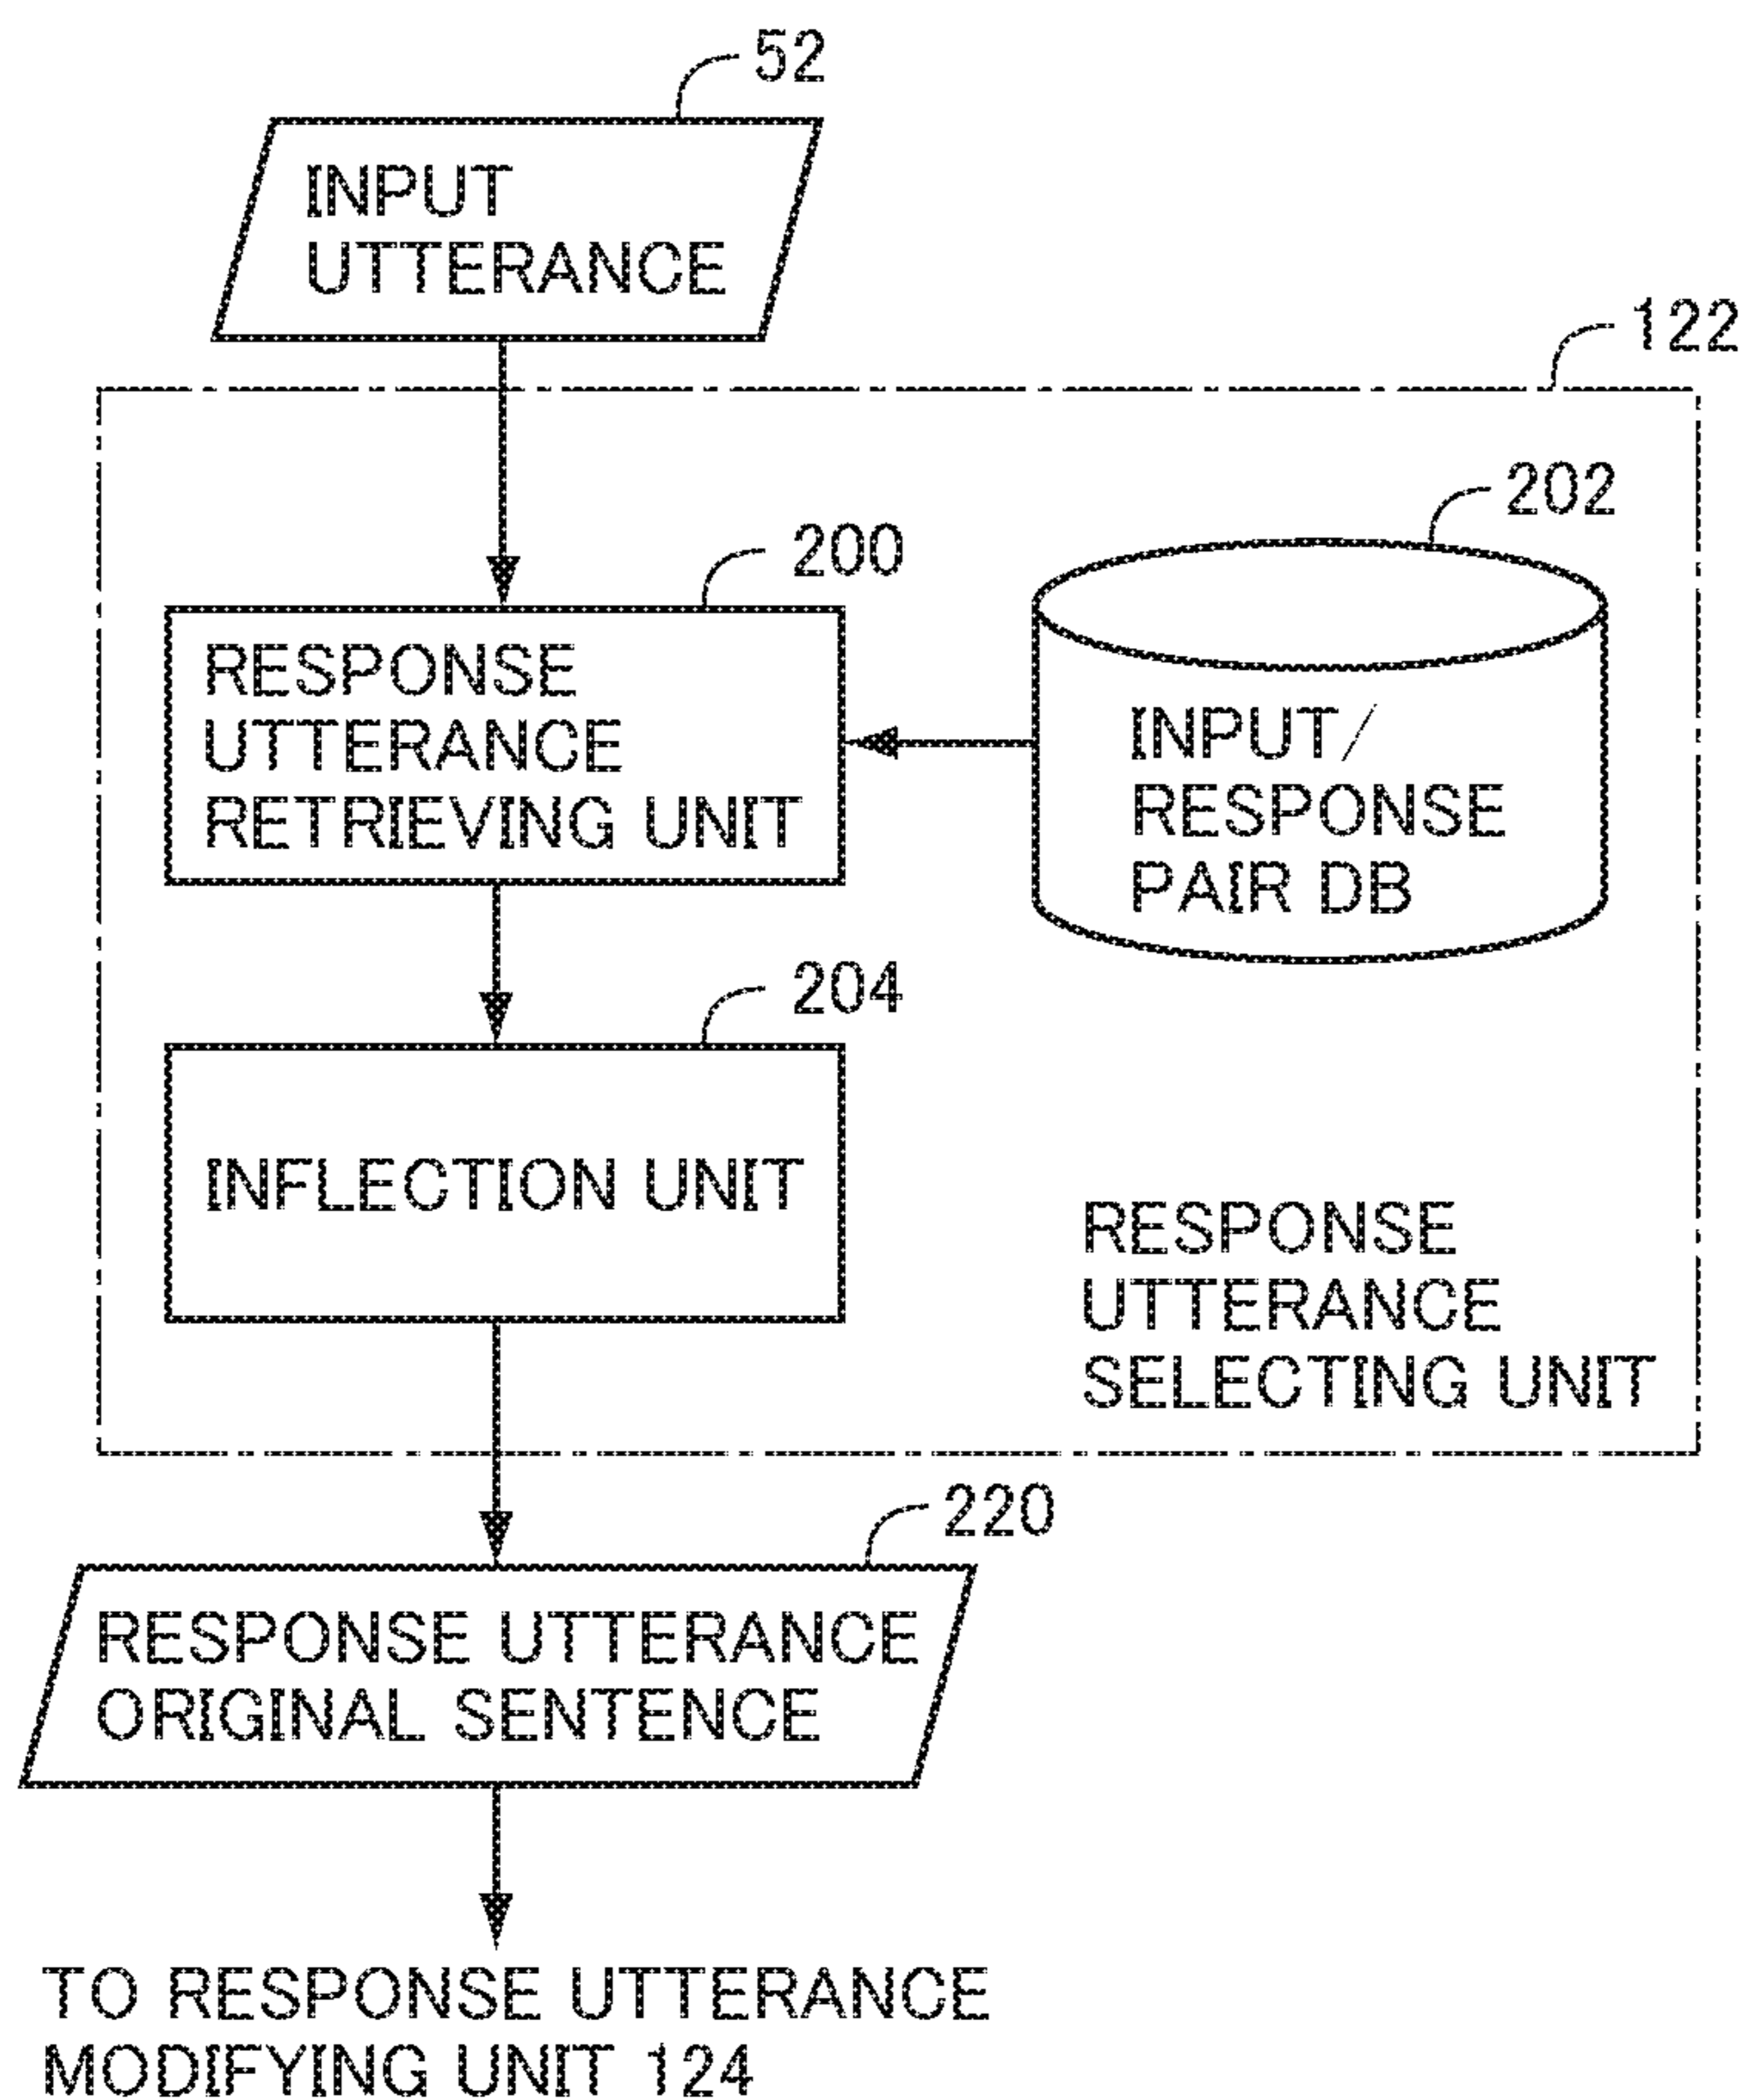 52
INPUT
UTTERANCE
122
202
200
RESPONSE
UTTERANCE
RETRIEVING UNIT
INPUT/
RESPONSE
PAIR DB
204
INFLECTION UNIT
RESPONSE
UTTERANCE
SELECTING UNIT
220
RESPONSE UTTERANCE
ORIGINAL SENTENCE
TO RESPONSE UTTERANCE
MODIFYING UNIT 124